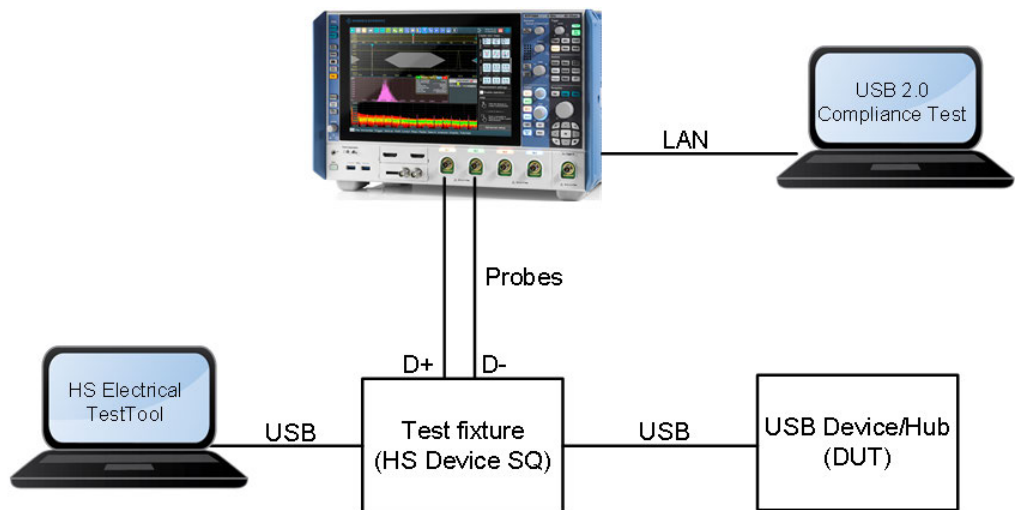 USB 2.0
Compliance Test
LAN
Probes
D+ D-
HS Electrical
TestTool
USB
Test fixture
(HS Device SQ)
USB
USB Device/Hub
(DUT)